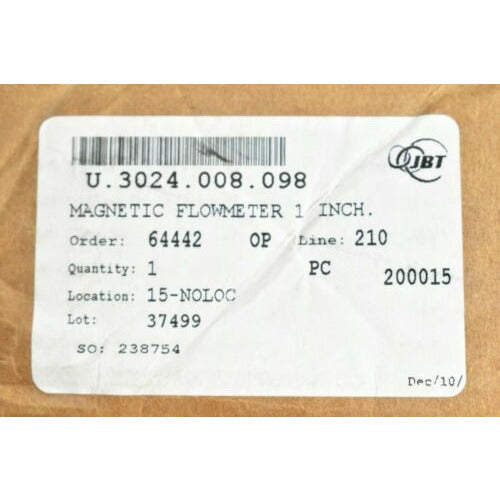 JBT
U.3024.008.098
MAGNETIC FLOWMETER 1 INCH.
Order: 64442 OP Line: 210
Quantity: 1 PC 200015
Location: 15-NOLOC
Lot: 37499
SO: 238754
Dec/10/